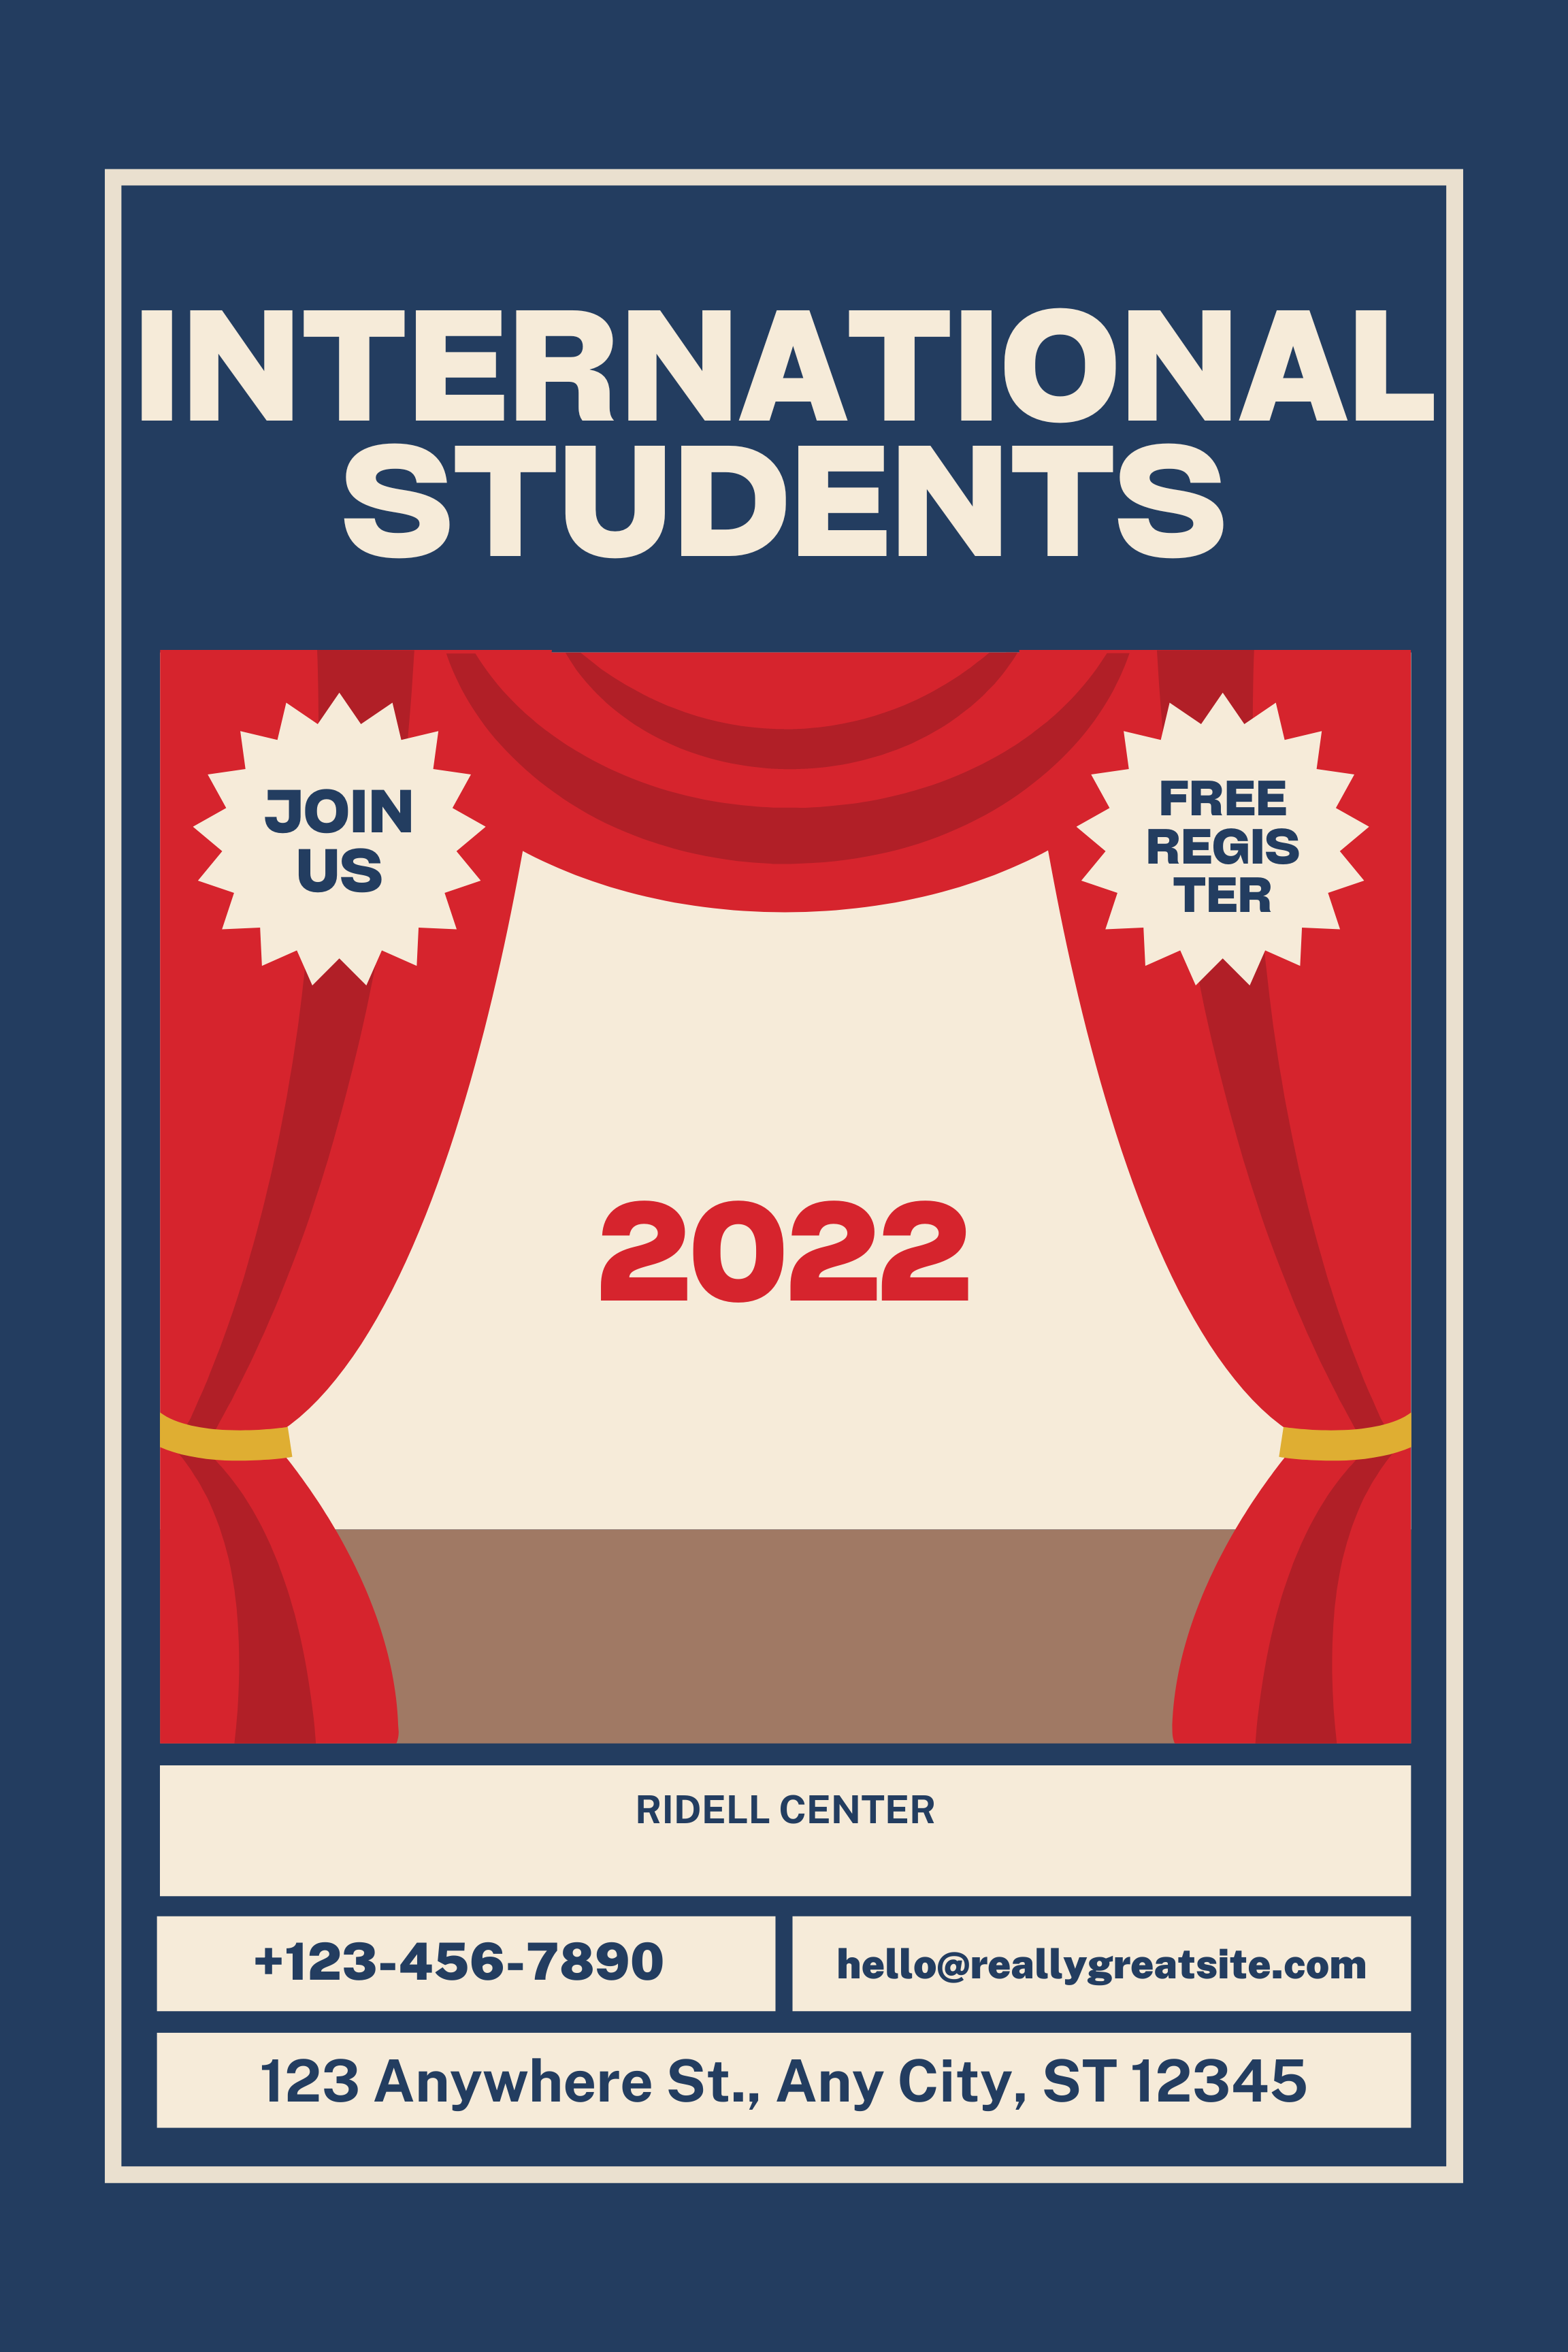 INTERNATIONAL
STUDENTS
JOIN
US
FREE
REGIS
TER
2022
RIDELL CENTER
+123-456-7890
hello@reallygreatsite.com
123 Anywhere St., Any City, ST 12345